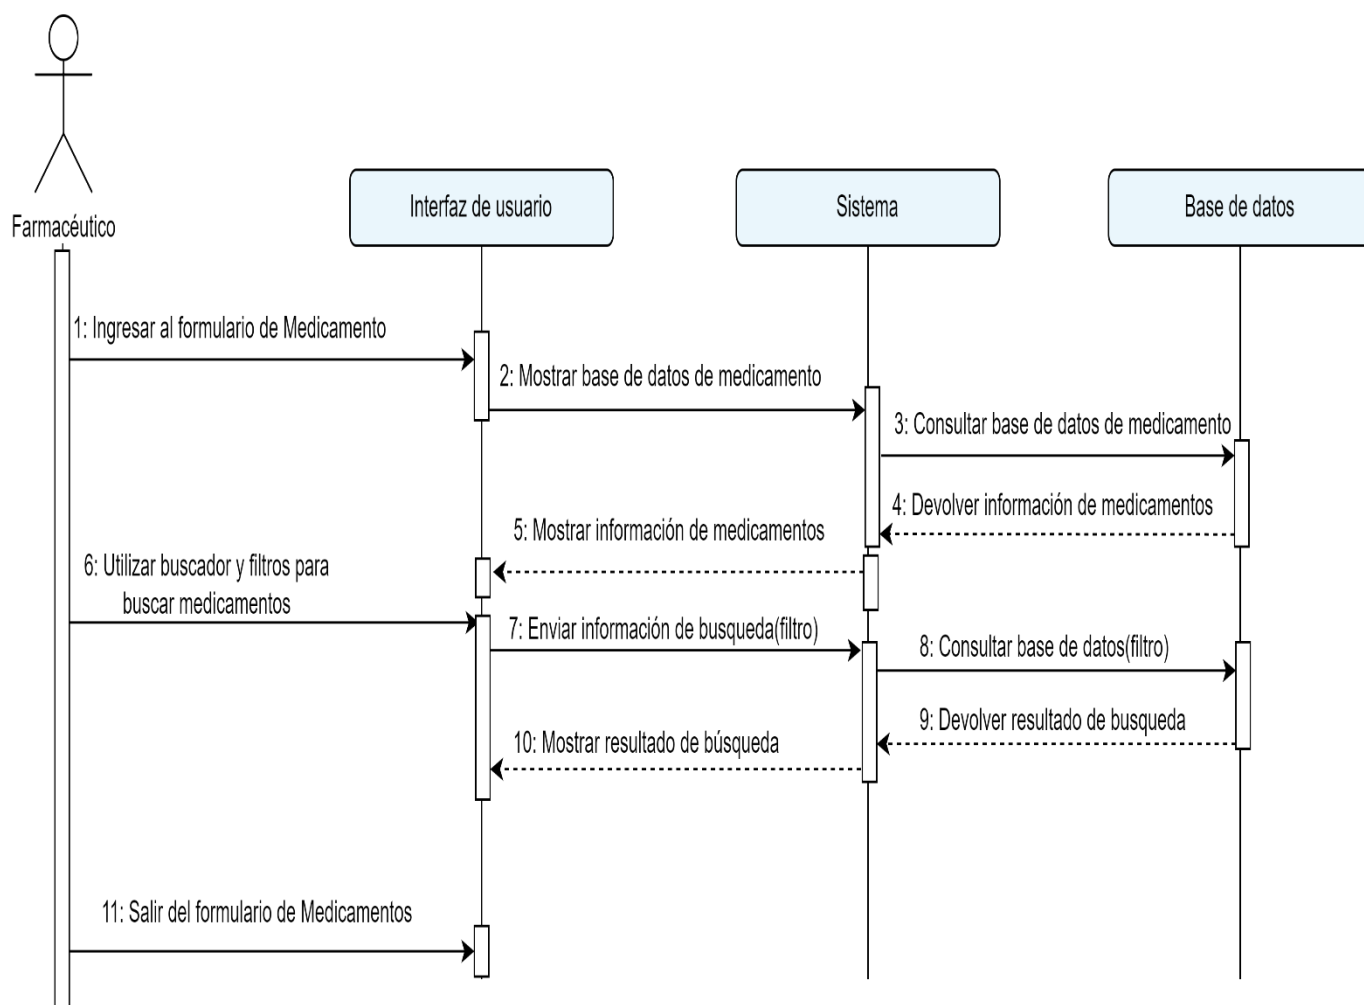 Farmacéutico
Interfaz de usuario
Sistema
Base de datos
1: Ingresar al formulario de Medicamento
2: Mostrar base de datos de medicamento
3: Consultar base de datos de medicamento
4: Devolver información de medicamentos
5: Mostrar información de medicamentos
6: Utilizar buscador y filtros para
buscar medicamentos
7: Enviar información de busqueda(filtro)
8: Consultar base de datos(filtro)
9: Devolver resultado de busqueda
10: Mostrar resultado de búsqueda
11: Salir del formulario de Medicamentos